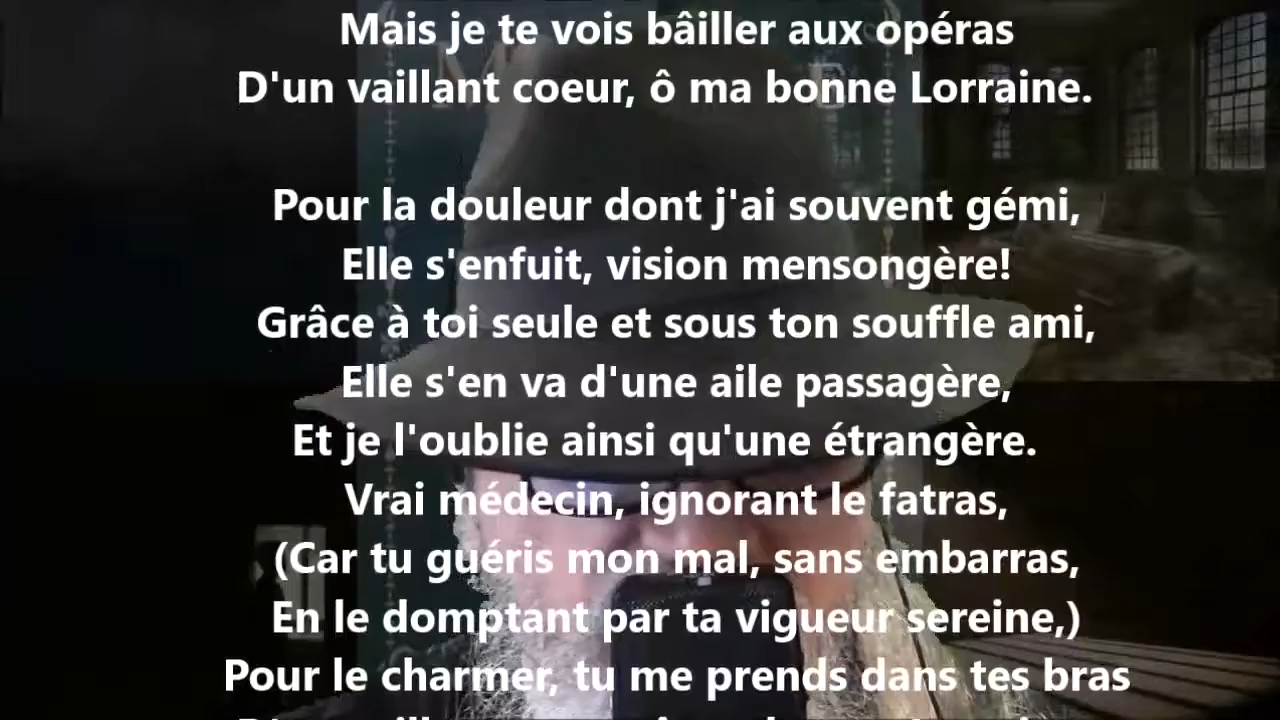 Mais je te vois bâiller aux opéras
D'un vaillant coeur, ô ma bonne Lorraine.
Pour la douleur dont j'ai souvent gémi,
Elle s'enfuit, vision mensongère!
Grâce à toi seule et sous ton souffle ami,
Elle s'en va d'une aile passagère,
Et je l'oublie ainsi qu'une étrangère.
Vrai médecin, ignorant le fatras,
(Car tu guéris mon mal, sans embarras,
En le domptant par ta vigueur sereine,)
Pour le charmer, tu me prends dans tes bras